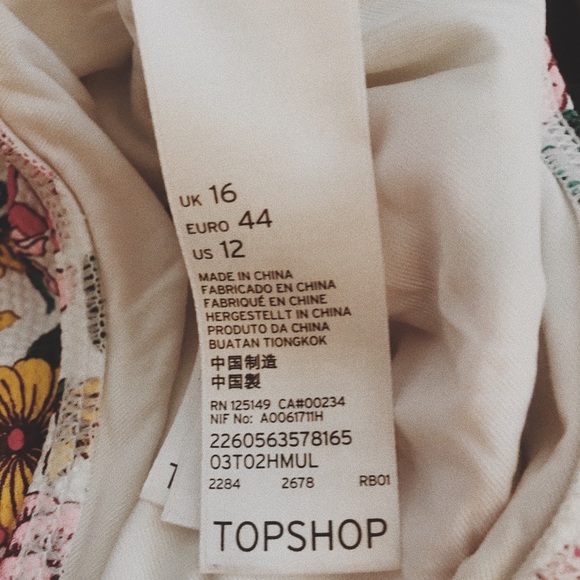 UK 16
EURO 44
US 12
MADE IN CHINA
FABRICADO EN CHINA
FABRIQUÉ EN CHINE
HERGESTELLT IN CHINA
PRODUTO DA CHINA
BUATAN TIONGKOK
中国制造
中國製
RN 125149 CA#00234
NIF No: A0061711H
2260563578165
03T02HMUL
2284 2678 RB01
TOPSHOP